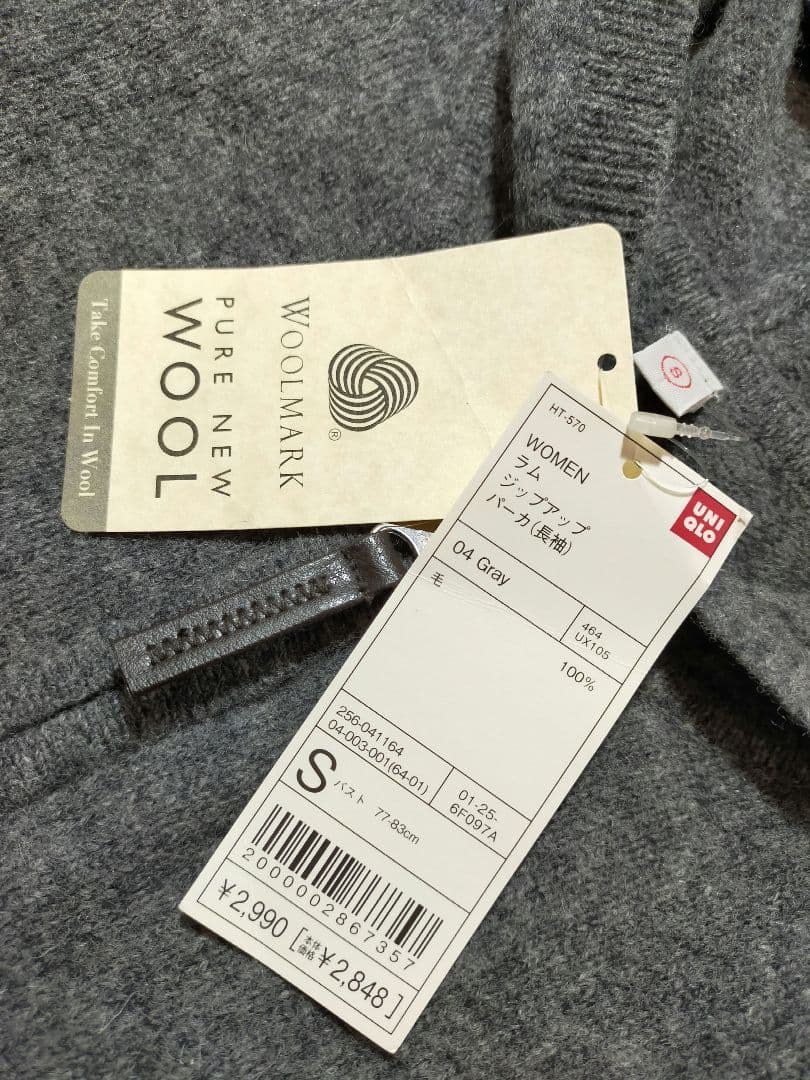 WOOLMARK
®
PURE NEW
WOOL
Take Comfort In Wool
S
HT-570
WOMEN
ラム
ジップアップ
パーカ(長袖)
UNI
QLO
04 Gray
464
UX105
毛
100%
256-041164
04-003-001(64-01)
01-25-
6F097A
S バスト 77-83cm
2000002867357
¥2,990 [本体価格 ¥2,848]